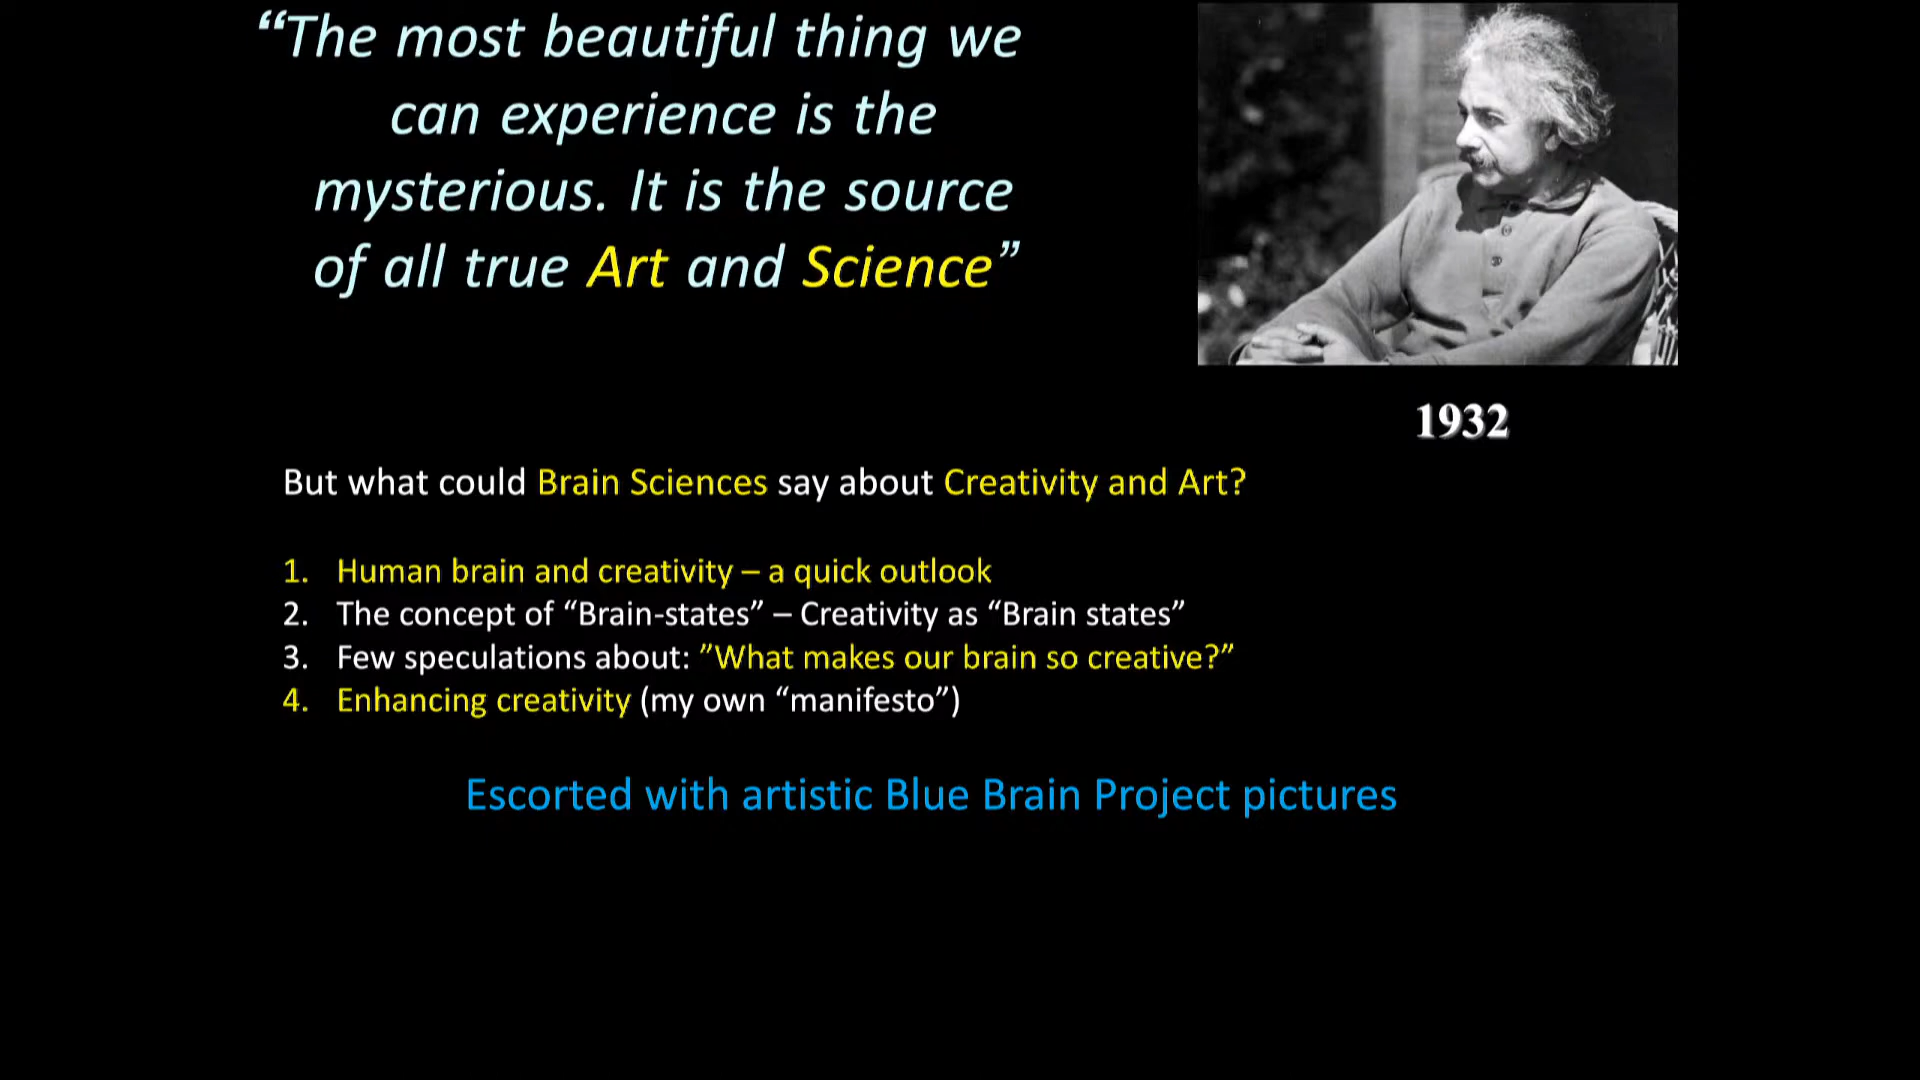 “The most beautiful thing we
can experience is the
mysterious. It is the source
of all true Art and Science”
1932
But what could Brain Sciences say about Creativity and Art?
1. Human brain and creativity – a quick outlook
2. The concept of “Brain-states” – Creativity as “Brain states”
3. Few speculations about: ”What makes our brain so creative?”
4. Enhancing creativity (my own “manifesto”)
Escorted with artistic Blue Brain Project pictures